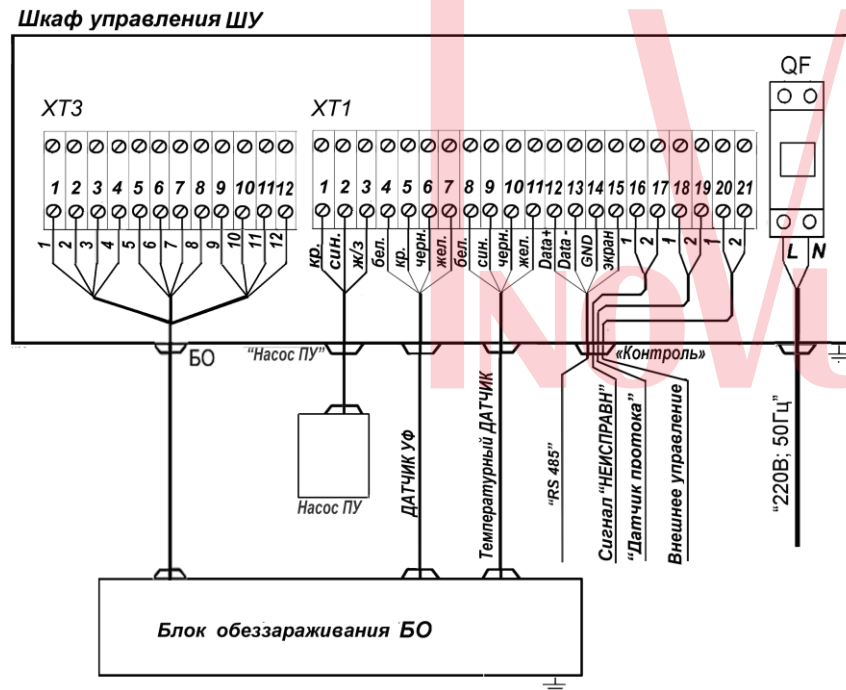 Шкаф управления ШУ
QF
XT3
XT1
1 2 3 4 5 6 7 8 9 10 11 12
1 2 3 4 5 6 7 8 9 10 11 12 13 14 15 16 17 18 19 20 21
1 2 3 4 5 6 7 8 9 10 11 12
кр. син. ж/з бел. кр. черн. жел. бел. син. черн. жел. Data+ Data - GND экран 1 2 1 2 1 2
L N
БО
"Насос ПУ"
«Контроль»
Насос ПУ
ДАТЧИК УФ
Температурный ДАТЧИК
"RS 485"
Сигнал "НЕИСПРАВН"
"Датчик протока"
Внешнее управление
"220В; 50Гц"
Блок обеззараживания БО